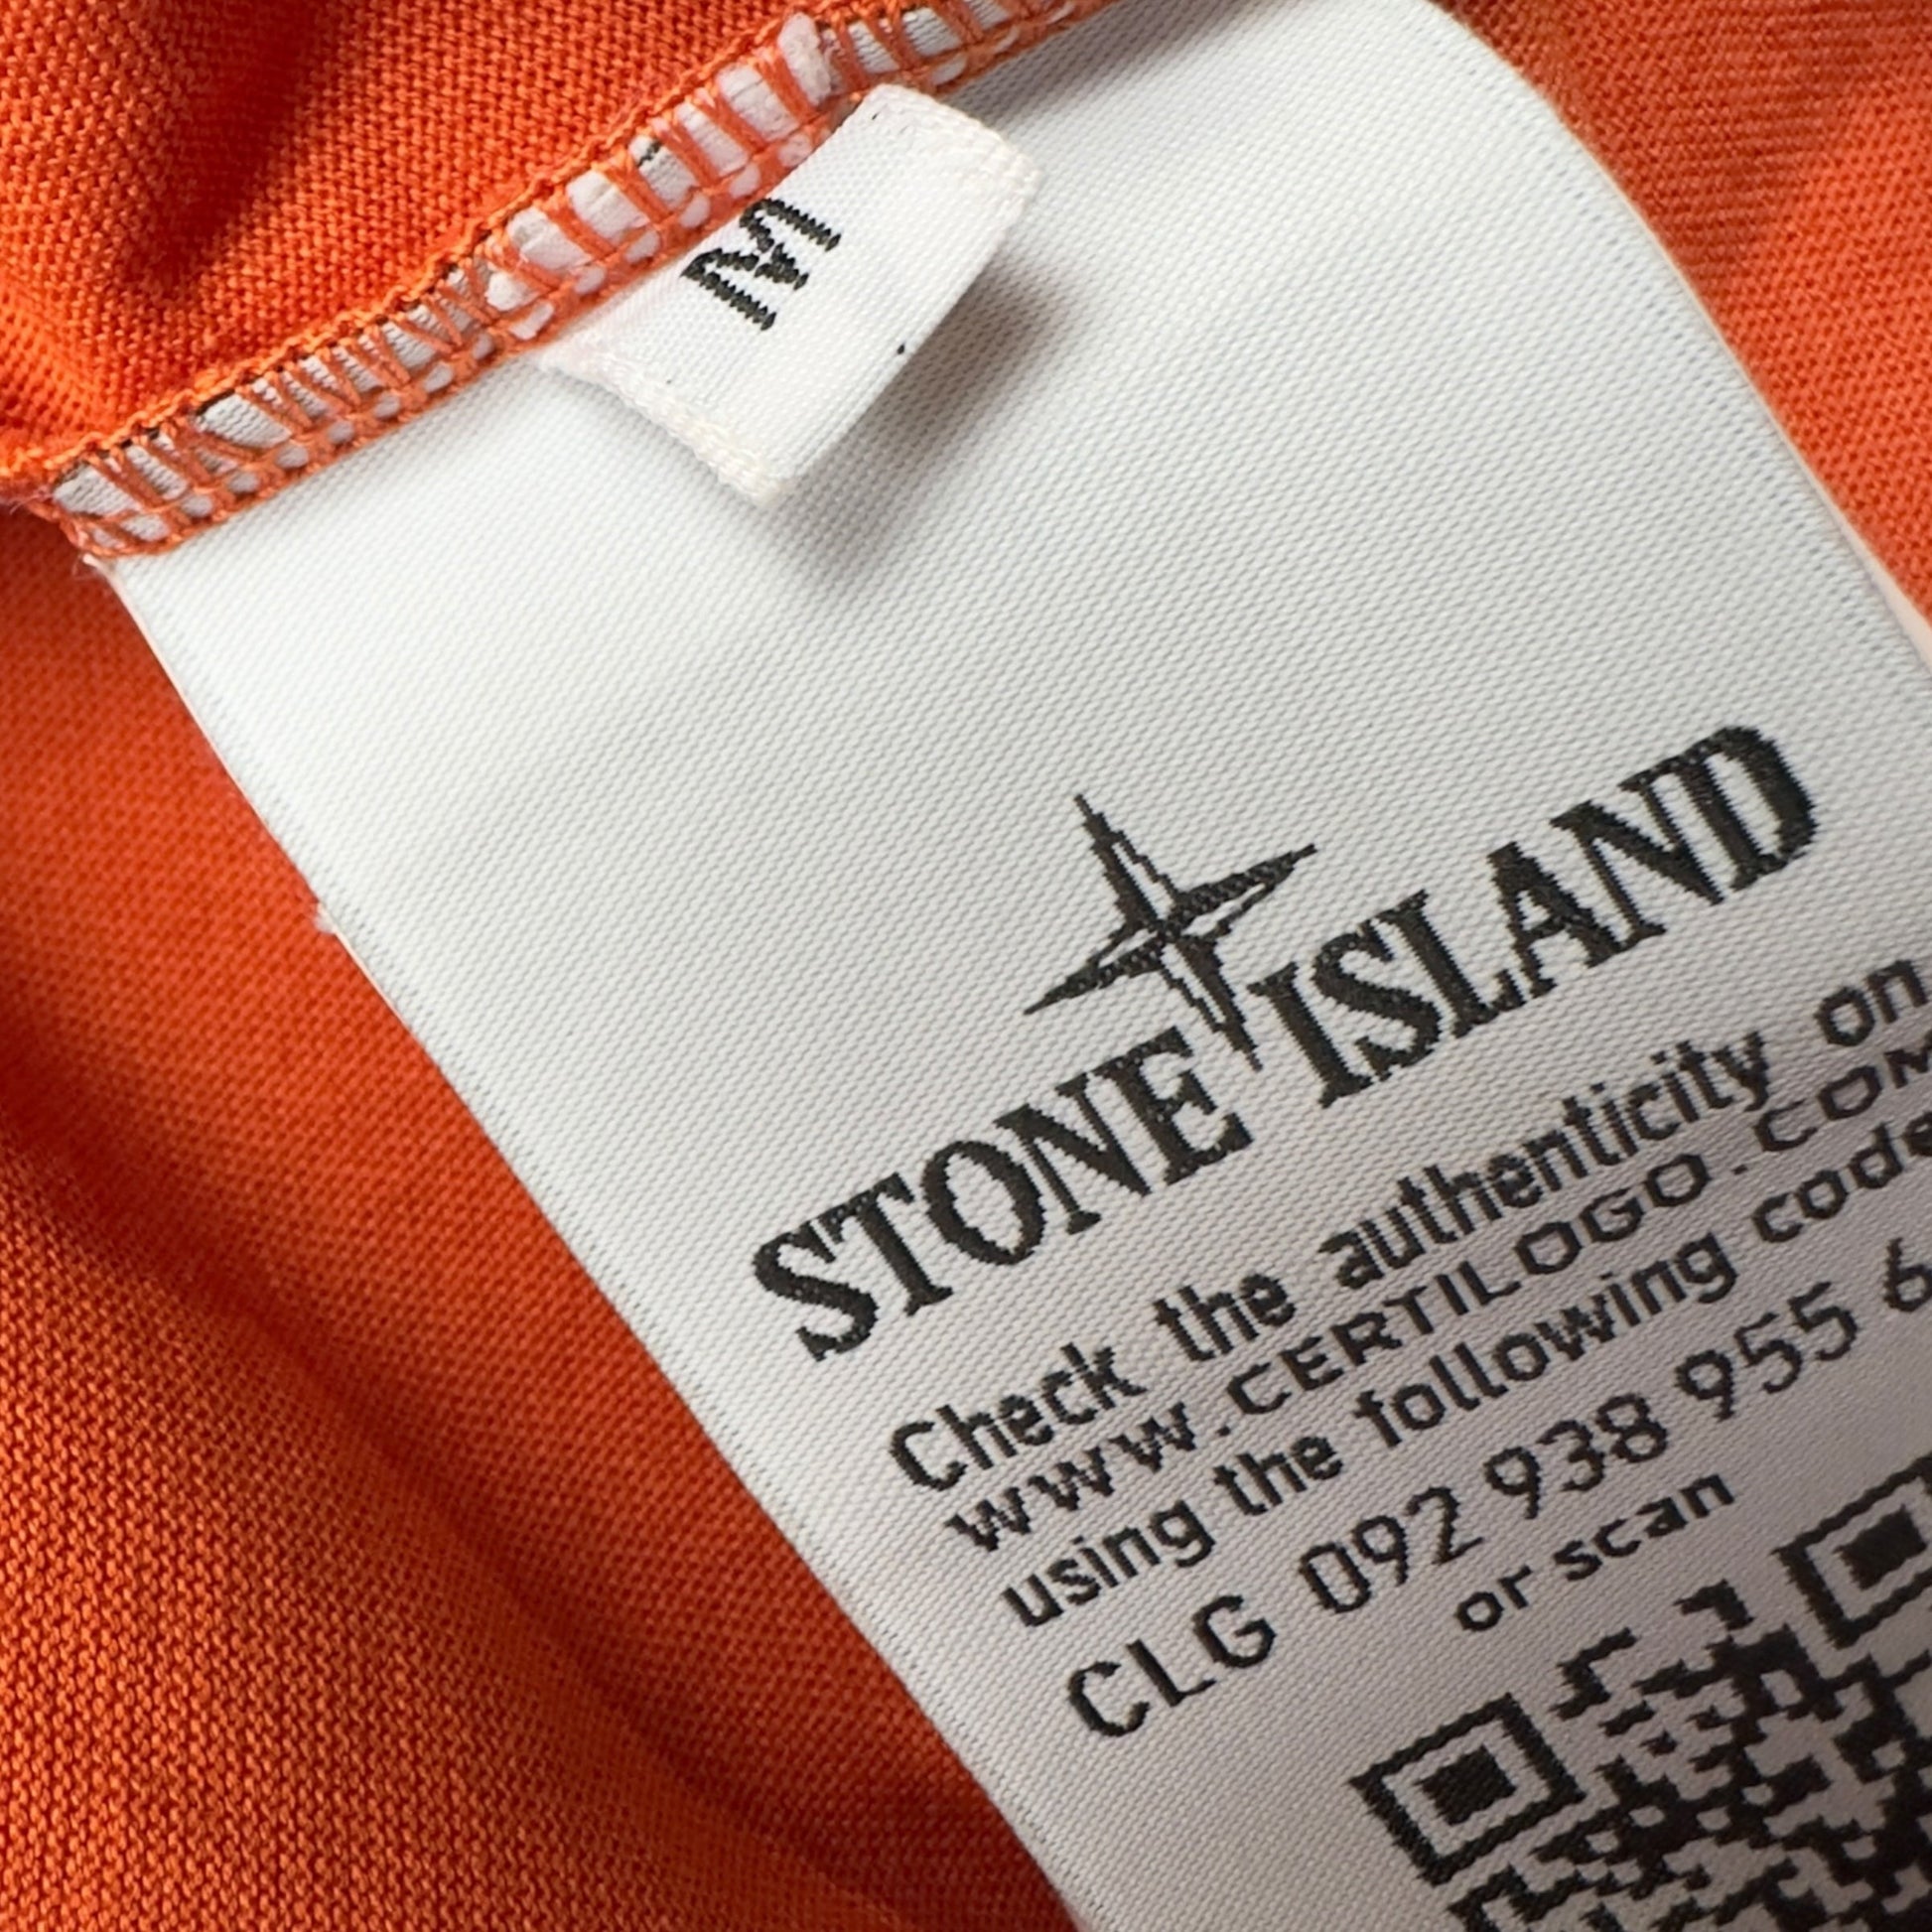 M
STONE ISLAND
Check the authenticity on
WWW.CERTILOGO.COM
using the following code
CLG 092 938 955 6
or scan